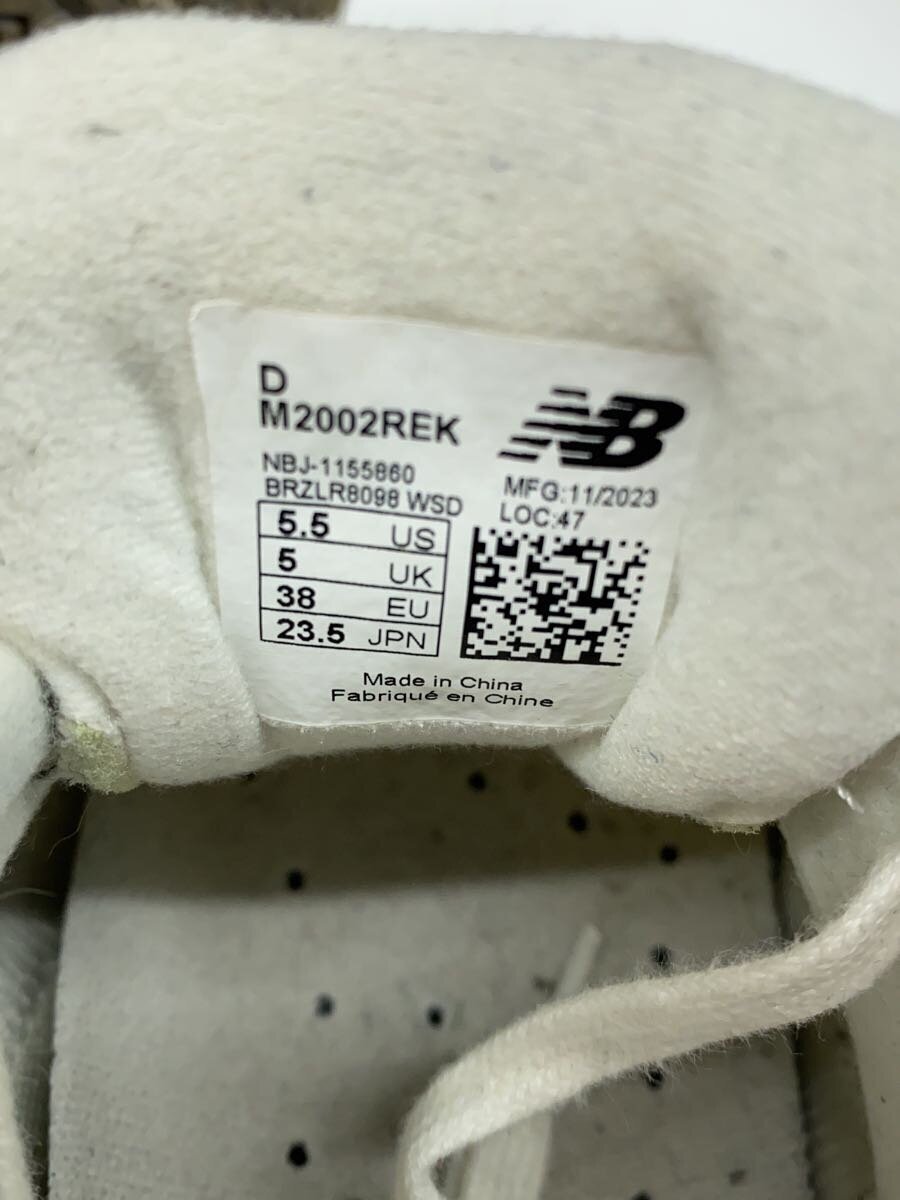 D
M2002REK
NB
NBJ-1155860
BRZLR8098 WSD
MFG:11/2023
LOC:47
5.5 US
5 UK
38 EU
23.5 JPN
Made in China
Fabriqué en Chine